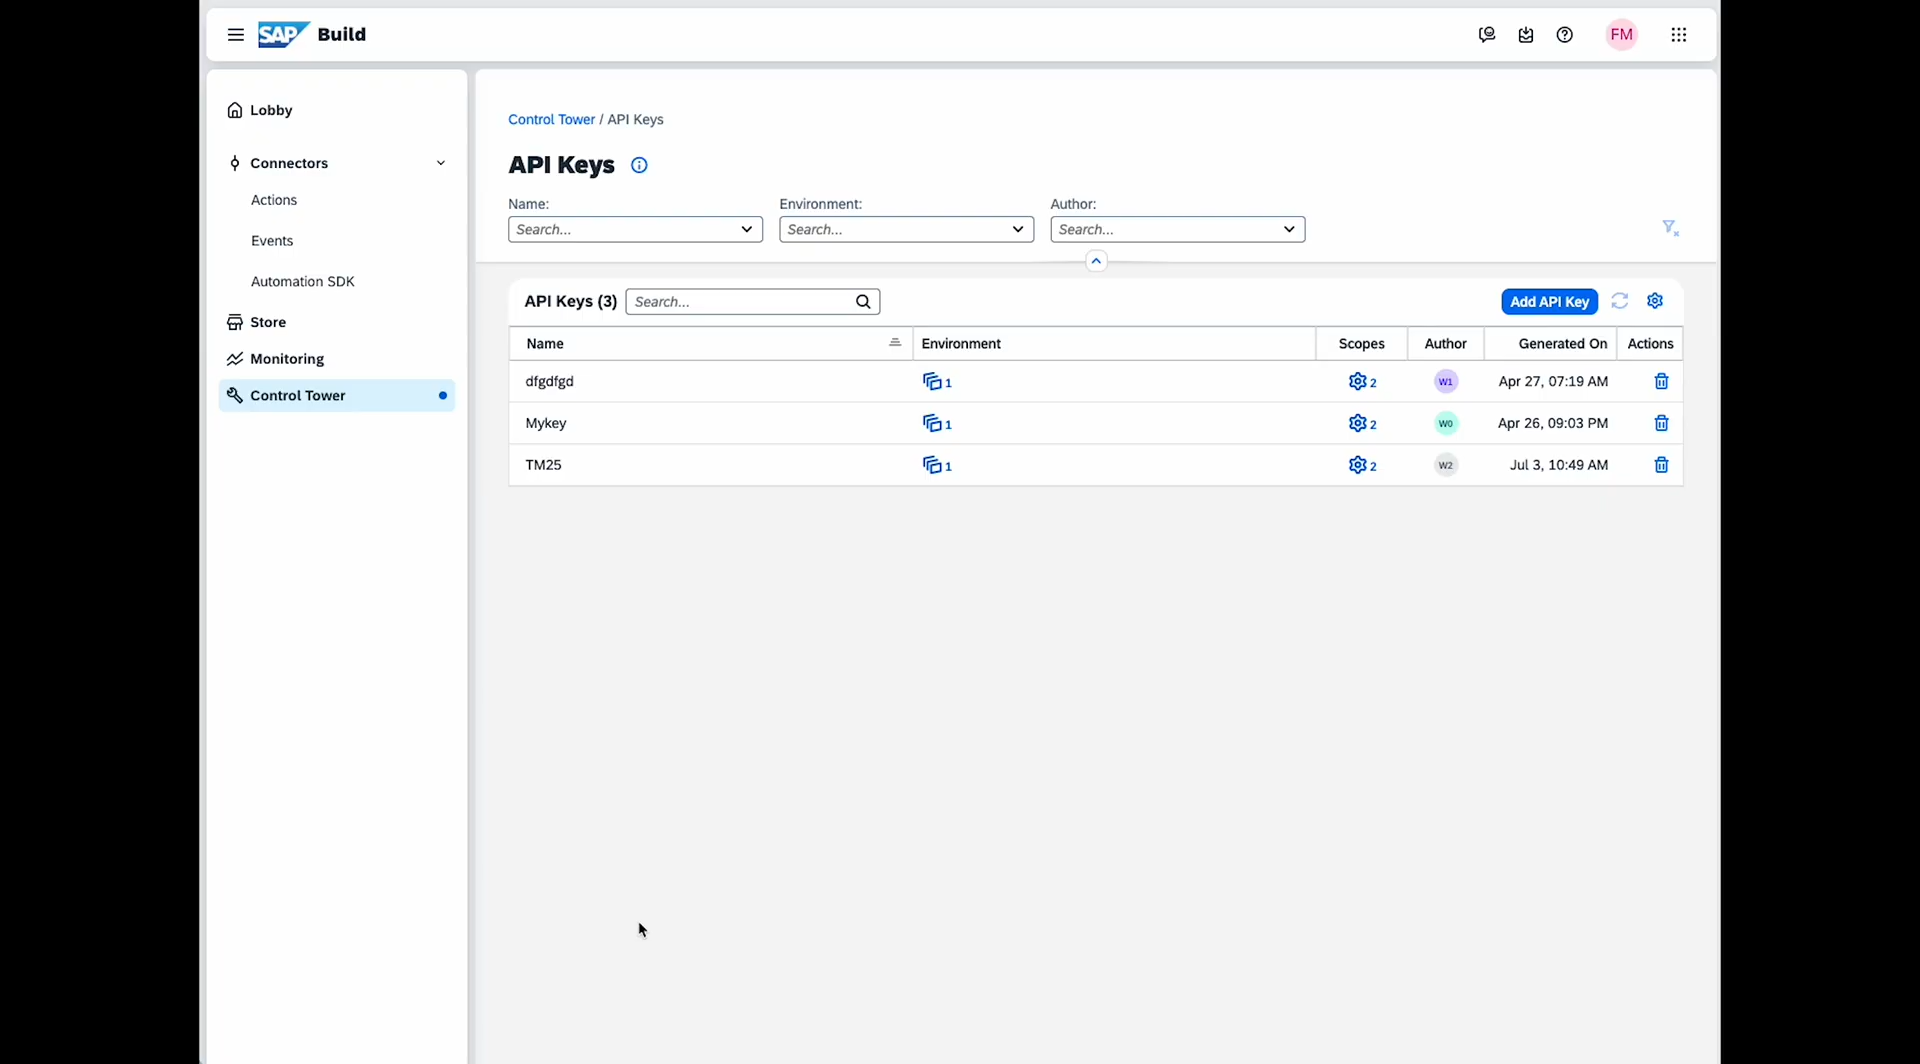 SAP Build
FM
Lobby
Connectors
Actions
Events
Automation SDK
Store
Monitoring
Control Tower
Control Tower / API Keys
API Keys
Name: Environment: Author:
Search... Search... Search...
API Keys (3) Search... Add API Key
Name Environment Scopes Author Generated On Actions
dfgdfgd 1 2 W1 Apr 27, 07:19 AM
Mykey 1 2 W0 Apr 26, 09:03 PM
TM25 1 2 W2 Jul 3, 10:49 AM